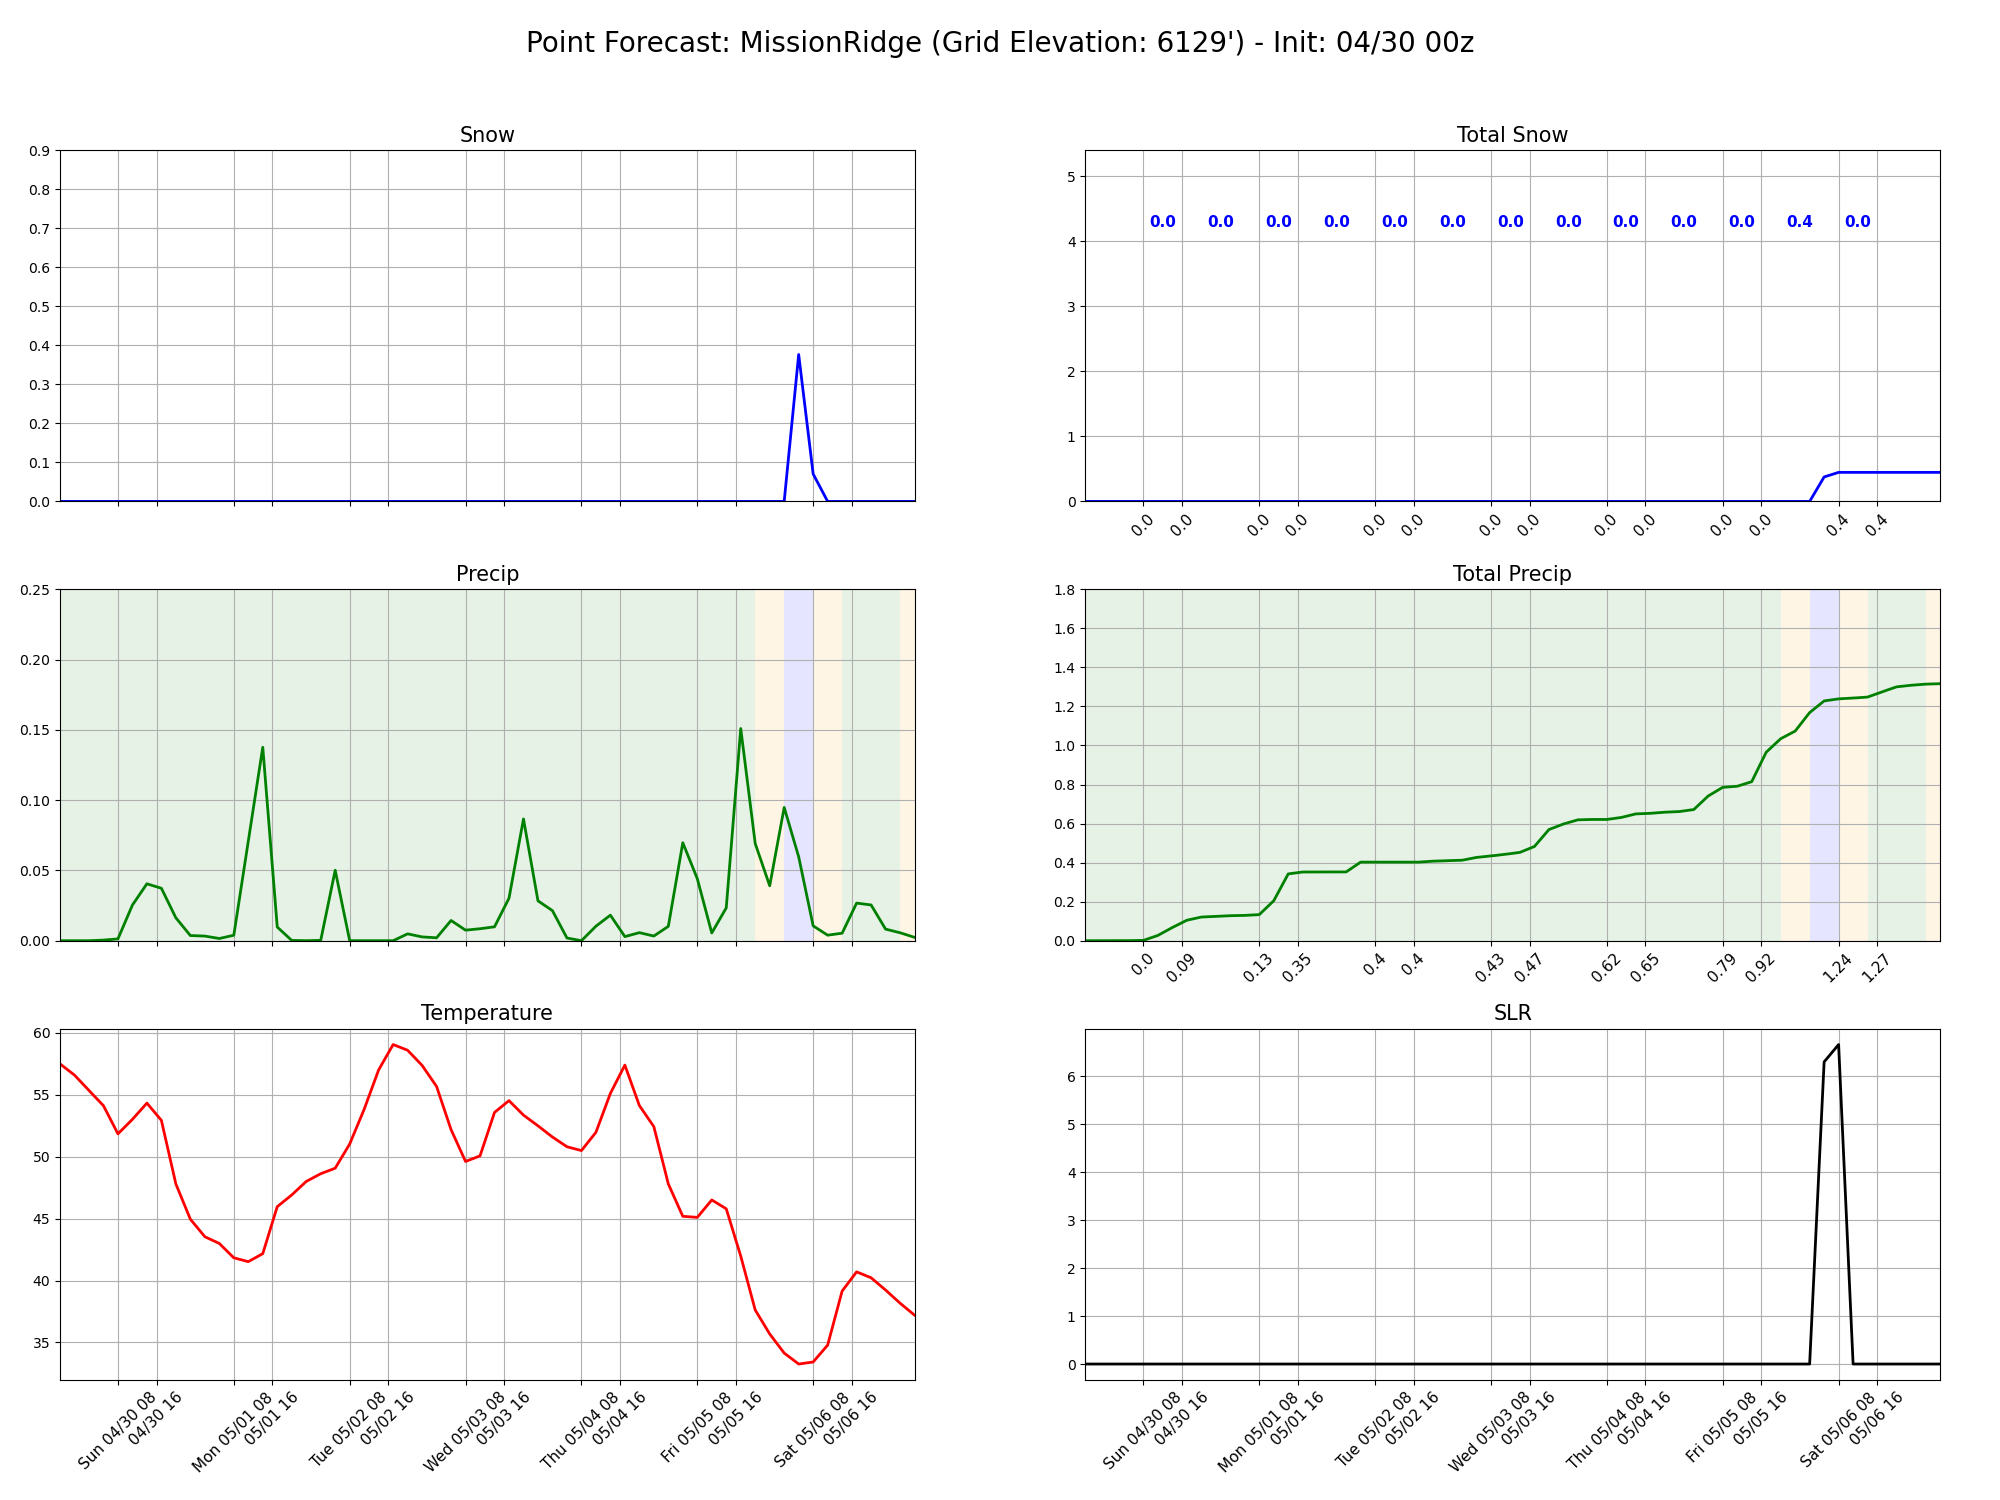 Point Forecast: MissionRidge (Grid Elevation: 6129') - Init: 04/30 00z
Snow
0.9
0.8
0.7
0.6
0.5
0.4
0.3
0.2
0.1
0.0
Total Snow
5
4
3
2
1
0
0.0 0.0 0.0 0.0 0.0 0.0 0.0 0.0 0.0 0.0 0.0 0.4 0.0
0.0 0.0 0.0 0.0 0.0 0.0 0.0 0.0 0.0 0.0 0.0 0.0 0.4 0.4
Precip
0.25
0.20
0.15
0.10
0.05
0.00
Total Precip
1.8
1.6
1.4
1.2
1.0
0.8
0.6
0.4
0.2
0.0
0.0 0.09 0.13 0.35 0.4 0.4 0.43 0.47 0.62 0.65 0.79 0.92 1.24 1.27
Temperature
60
55
50
45
40
35
Sun 04/30 08
04/30 16
Mon 05/01 08
05/01 16
Tue 05/02 08
05/02 16
Wed 05/03 08
05/03 16
Thu 05/04 08
05/04 16
Fri 05/05 08
05/05 16
Sat 05/06 08
05/06 16
SLR
6
5
4
3
2
1
0
Sun 04/30 08
04/30 16
Mon 05/01 08
05/01 16
Tue 05/02 08
05/02 16
Wed 05/03 08
05/03 16
Thu 05/04 08
05/04 16
Fri 05/05 08
05/05 16
Sat 05/06 08
05/06 16